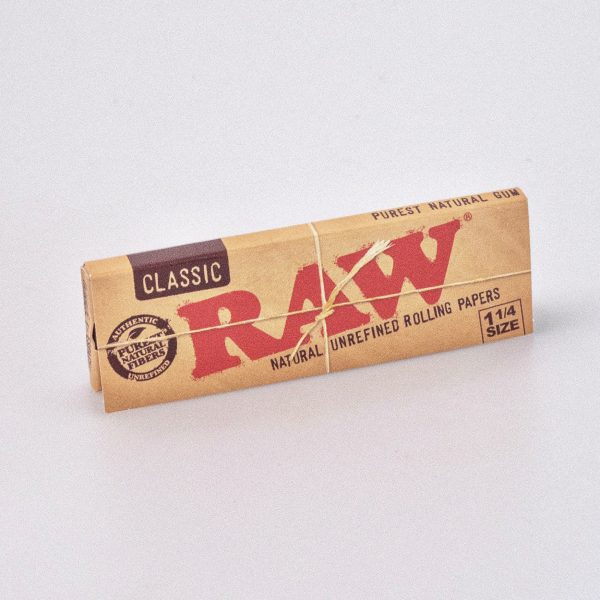 PUREST NATURAL GUM
CLASSIC
RAW®
AUTHENTIC
PURE
NATURAL
FIBERS
UNREFINED
NATURAL UNREFINED ROLLING PAPERS
1 1/4
SIZE